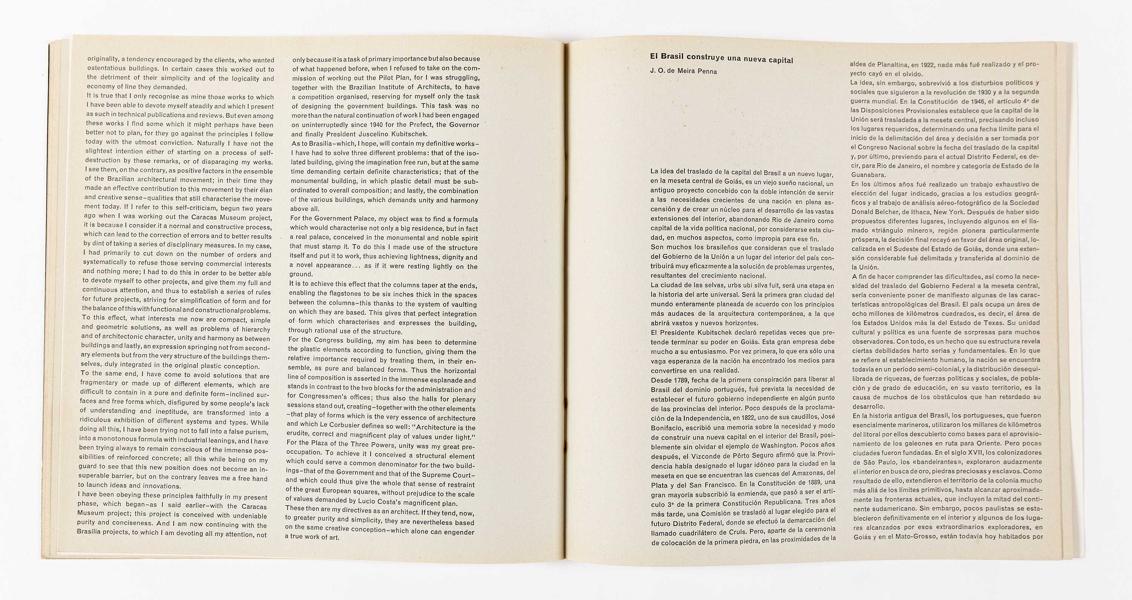 originality, a tendency encouraged by the clients, who wanted
ostentatious buildings. In certain cases this worked out to
the detriment of their simplicity and of the logicality and
economy of line they demanded.
It is true that I only recognise as mine those works to which
I have been able to devote myself steadily and which I present
as such in technical publications and reviews. But even among
these works I find some which it might perhaps have been
better not to plan, for they go against the principles I follow
today with the utmost conviction. Naturally I have not the
slightest intention either of starting on a process of self-
destruction by these remarks, or of disparaging my works.
I see them, on the contrary, as positive factors in the ensemble
of the Brazilian architectural movement; in their time they
made an effective contribution to this movement by their élan
and creative sense–qualities that still characterise the move-
ment today. If I refer to this self-criticism, begun two years
ago when I was working out the Caracas Museum project,
it is because I consider it a normal and constructive process,
which can lead to the correction of errors and to better results
by dint of taking a series of disciplinary measures. In my case,
I had primarily to cut down on the number of orders and
systematically to refuse those serving commercial interests
and nothing more; I had to do this in order to be better able
to devote myself to other projects, and give them my full and
continuous attention, and thus to establish a series of rules
for future projects, striving for simplification of form and for
the balance of this with functional and constructional problems.
To this effect, what interests me now are compact, simple
and geometric solutions, as well as problems of hierarchy
and of architectonic character, unity and harmony as between
buildings and lastly, an expression springing not from second-
ary elements but from the very structure of the buildings them-
selves, duly integrated in the original plastic conception.
To the same end, I have come to avoid solutions that are
fragmentary or made up of different elements, which are
difficult to contain in a pure and definite form–inclined sur-
faces and free forms which, disfigured by some people's lack
of understanding and ineptitude, are transformed into a
ridiculous exhibition of different systems and types. While
doing all this, I have been trying not to fall into a false purism,
into a monotonous formula with industrial leanings, and I have
been trying always to remain conscious of the immense pos-
sibilities of reinforced concrete; all this while being on my
guard to see that this new position does not become an in-
superable barrier, but on the contrary leaves me a free hand
to launch ideas and innovations.
I have been obeying these principles faithfully in my present
phase, which began–as I said earlier–with the Caracas
Museum project; this project is conceived with undeniable
purity and conciseness. And I am now continuing with the
Brasilia projects, to which I am devoting all my attention, not
only because it is a task of primary importance but also because
of what happened before, when I refused to take on the com-
mission of working out the Pilot Plan, for I was struggling,
together with the Brazilian Institute of Architects, to have
a competition organised, reserving for myself only the task
of designing the government buildings. This task was no
more than the natural continuation of work I had been engaged
on uninterruptedly since 1940 for the Prefect, the Governor
and finally President Juscelino Kubitschek.
As to Brasilia–which, I hope, will contain my definitive works–
I have had to solve three different problems: that of the iso-
lated building, giving the imagination free run, but at the same
time demanding certain definite characteristics; that of the
monumental building, in which plastic detail must be sub-
ordinated to overall composition; and lastly, the combination
of the various buildings, which demands unity and harmony
above all.
For the Government Palace, my object was to find a formula
which would characterise not only a big residence, but in fact
a real palace, conceived in the monumental and noble spirit
that must stamp it. To do this I made use of the structure
itself and put it to work, thus achieving lightness, dignity and
a novel appearance... as if it were resting lightly on the
ground.
It is to achieve this effect that the columns taper at the ends,
enabling the flagstones to be six inches thick in the spaces
between the columns–this thanks to the system of vaulting
on which they are based. This gives that perfect integration
of form which characterises and expresses the building,
through rational use of the structure.
For the Congress building, my aim has been to determine
the plastic elements according to function, giving them the
relative importance required by treating them, in their en-
semble, as pure and balanced forms. Thus the horizontal
line of composition is asserted in the immense esplanade and
stands in contrast to the two blocks for the administration and
for Congressmen's offices; thus also the halls for plenary
sessions stand out, creating–together with the other elements
–that play of forms which is the very essence of architecture
and which Le Corbusier defines so well: "Architecture is the
erudite, correct and magnificent play of values under light."
For the Plaza of the Three Powers, unity was my great pre-
occupation. To achieve it I conceived a structural element
which could serve a common denominator for the two build-
ings–that of the Government and that of the Supreme Court–
and which could thus give the whole that sense of restraint
of the great European squares, without prejudice to the scale
of values demanded by Lucio Costa's magnificent plan.
These then are my directives as an architect. If they tend, now,
to greater purity and simplicity, they are nevertheless based
on the same creative conception–which alone can engender
a true work of art.
El Brasil construye una nueva capital
J. O. de Meira Penna
La idea del traslado de la capital del Brasil a un nuevo lugar,
en la meseta central de Goiás, es un viejo sueño nacional, un
antiguo proyecto concebido con la doble intención de servir
a las necesidades crecientes de una nación en plena as-
censión y de crear un núcleo para el desarrollo de las vastas
extensiones del interior, abandonando Rio de Janeiro como
capital de la vida política nacional, por considerarse esta ciu-
dad, en muchos aspectos, como impropia para ese fin.
Son muchos los brasileños que consideran que el traslado
del Gobierno de la Unión a un lugar del interior del país con-
tribuirá muy eficazmente a la solución de problemas urgentes,
resultantes del crecimiento nacional.
La ciudad de las selvas, urbs ubi silva fuit, será una etapa en
la historia del arte universal. Será la primera gran ciudad del
mundo enteramente planeada de acuerdo con los principios
más audaces de la arquitectura contemporánea, a la que
abrirá vastos y nuevos horizontes.
El Presidente Kubitschek declaró repetidas veces que pre-
tende terminar su poder en Brasilia. Esta gran empresa debe
mucho a su entusiasmo. Por vez primera, lo que era sólo una
vaga esperanza de la nación ha encontrado los medios para
convertirse en una realidad.
Desde 1789, fecha de la primera conspiración para liberar al
Brasil del dominio portugués, fué prevista la necesidad de
establecer el futuro gobierno independiente en algún punto
de las provincias del interior. Poco después de la proclama-
ción de la Independencia, en 1822, uno de sus caudillos, José
Bonifacio, escribió una memoria sobre la necesidad y modo
de construir una nueva capital en el interior del Brasil, posi-
blemente sin olvidar el ejemplo de Washington. Pocos años
después, el Vizconde de Pôrto Seguro afirmó que la Provi-
dencia había designado el lugar idóneo para la ciudad en la
meseta en que se encuentran las cuencas del Amazonas, del
Plata y del San Francisco. En la Constitución de 1889, una
gran mayoría subscribió la enmienda, que pasó a ser el artí-
culo 3º de la primera Constitución Republicana. Tres años
más tarde, una Comisión se trasladó al lugar elegido para el
futuro Distrito Federal, donde se efectuó la demarcación del
llamado cuadrilátero de Cruls. Pero, aparte de la ceremonia
de colocación de la primera piedra, en las proximidades de la
aldea de Planaltina, en 1922, nada más fué realizado y el pro-
yecto cayó en el olvido.
La idea, sin embargo, sobrevivió a los disturbios políticos y
sociales que siguieron a la revolución de 1930 y a la segunda
guerra mundial. En la Constitución de 1946, el artículo 4º de
las Disposiciones Provisionales establece que la capital de la
Unión será trasladada a la meseta central, precisando incluso
los lugares requeridos, determinando una fecha límite para el
inicio de la delimitación del área y decisión a ser tomada por
el Congreso Nacional sobre la fecha del traslado de la capital
y, por último, previendo para el actual Distrito Federal, es de-
cir, para Rio de Janeiro, el nombre y categoría de Estado de la
Guanabara.
En los últimos años fué realizado un trabajo exhaustivo de
elección del lugar indicado, gracias a los estudios geográ-
ficos y al trabajo de análisis aéreo-fotográfico de la Sociedad
Donald Belcher, de Ithaca, New York. Después de haber sido
propuestos diferentes lugares, incluyendo algunos en el lla-
mado «triángulo minero», región pionera particularmente
próspera, la decisión final recayó en favor del área original, lo-
calizada en el Sudeste del Estado de Goiás, donde una exten-
sión considerable fué delimitada y transferida al dominio de
la Unión.
A fin de hacer comprender las dificultades, así como la nece-
sidad del traslado del Gobierno Federal a la meseta central,
sería conveniente poner de manifiesto algunas de las carac-
terísticas antropológicas del Brasil. El país ocupa un área de
ocho millones de kilómetros cuadrados, es decir, el área de
los Estados Unidos más la del Estado de Texas. Su unidad
cultural y política es una fuente de sorpresas para muchos
observadores. Con todo, es un hecho que su estructura revela
ciertas debilidades harto serias y fundamentales. En lo que
se refiere al establecimiento humano, la nación se encuentra
todavía en un período semi-colonial, y la distribución desequi-
librada de riquezas, de fuerzas políticas y sociales, de pobla-
ción y de grado de educación, en su vasto territorio, es la
causa de muchos de los obstáculos que han retardado su
desarrollo.
En la historia antigua del Brasil, los portugueses, que fueron
esencialmente marineros, utilizaron los millares de kilómetros
del litoral por ellos descubierto como bases para el aprovisio-
namiento de los galeones en ruta para Oriente. Pero pocas
ciudades fueron fundadas. En el siglo XVII, los colonizadores
de São Paulo, los «bandeirantes», exploraron audazmente
el interior en busca de oro, piedras preciosas y esclavos. Como
resultado de ello, extendieron el territorio de la colonia mucho
más allá de los límites primitivos, hasta alcanzar aproximada-
mente las fronteras actuales, que incluyen la mitad del conti-
nente sudamericano. Sin embargo, pocos paulistas se esta-
blecieron definitivamente en el interior y algunos de los luga-
res alcanzados por esos extraordinarios exploradores, en
Goiás y en el Mato-Grosso, están todavía hoy habitados por